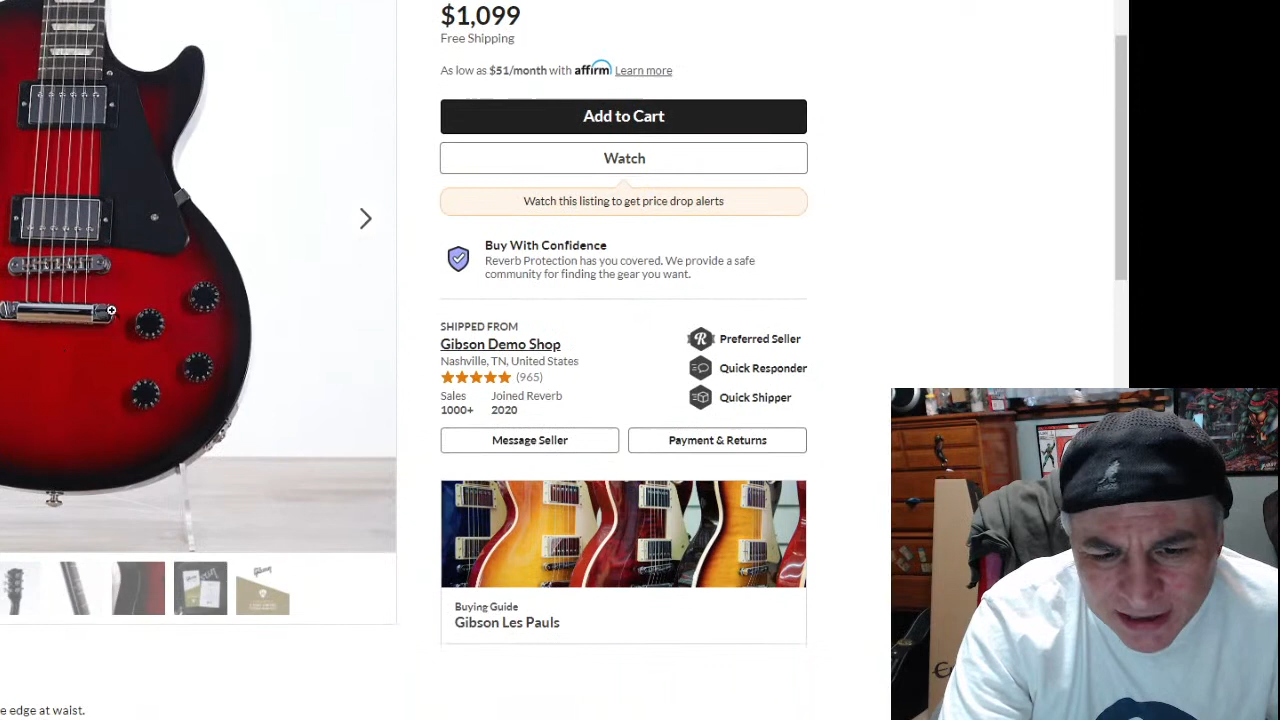 $1,099
Free Shipping
As low as $51/month with affirm Learn more
Add to Cart
Watch
Watch this listing to get price drop alerts
Buy With Confidence
Reverb Protection has you covered. We provide a safe
community for finding the gear you want.
SHIPPED FROM
Gibson Demo Shop
Nashville, TN, United States
(965)
Sales
1000+
Joined Reverb
2020
Preferred Seller
Quick Responder
Quick Shipper
Message Seller
Payment & Returns
Buying Guide
Gibson Les Pauls
e edge at waist.